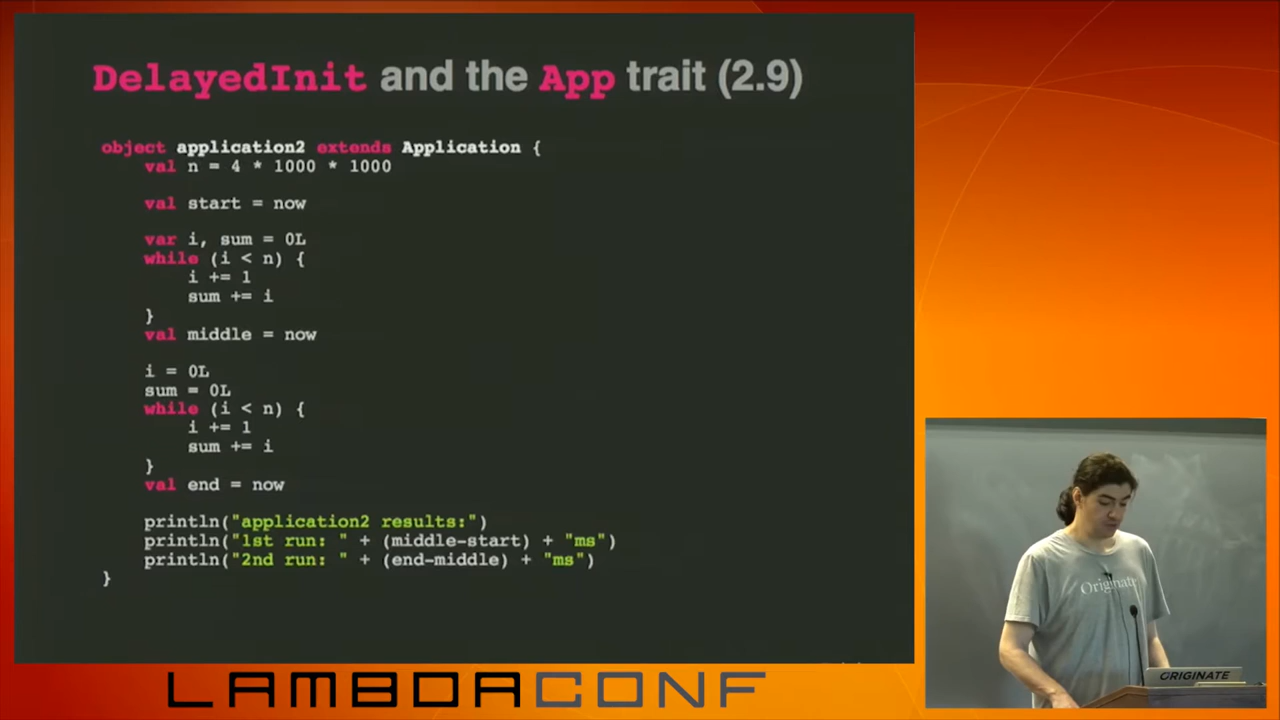 DelayedInit and the App trait (2.9)
object application2 extends Application {
val n = 4 * 1000 * 1000
val start = now
var i, sum = 0L
while (i < n) {
i += 1
sum += i
}
val middle = now
i = 0L
sum = 0L
while (i < n) {
i += 1
sum += i
}
val end = now
println("application2 results:")
println("1st run: " + (middle-start) + "ms")
println("2nd run: " + (end-middle) + "ms")
}
Originate
ORIGINATE
LAMBDACONF